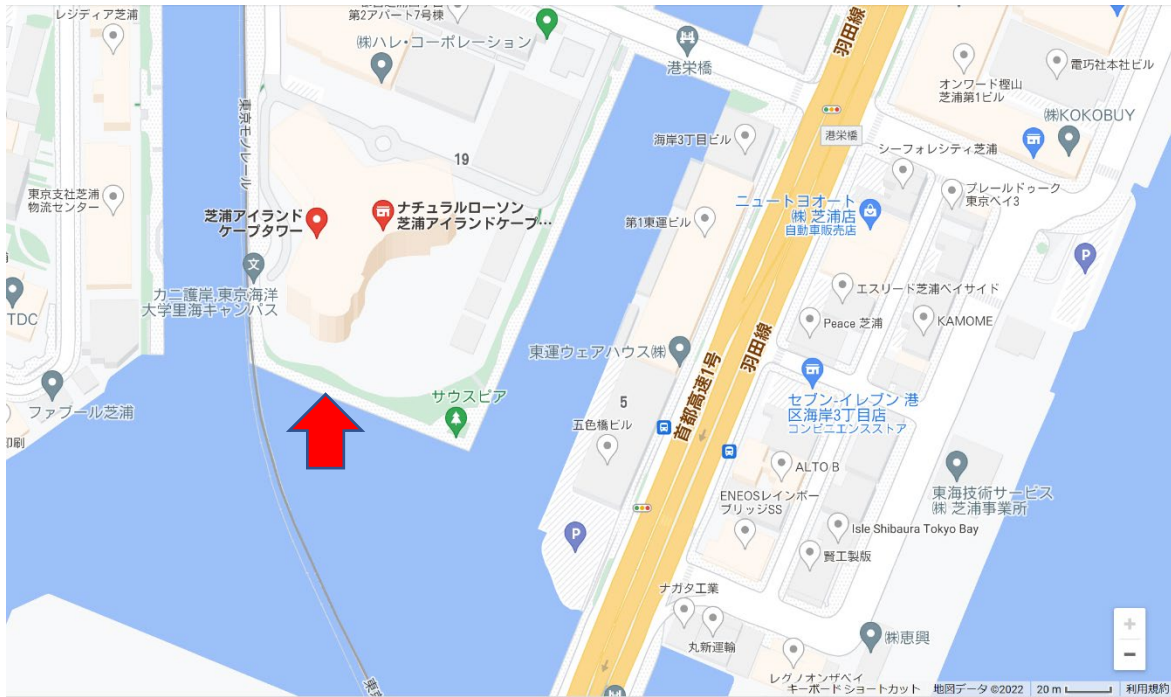 レジディア芝浦
第2アパート7号棟
㈱ハレ・コーポレーション
港栄橋
羽田線
電巧社本社ビル
オンワード樫山
芝浦第1ビル
㈱KOKOBUY
港栄橋
海岸3丁目ビル
シーフォレシティ芝浦
東京モノレール
19
プレールドゥーク
東京ベイ3
東京支社芝浦
物流センター
芝浦アイランド
ケープタワー
ナチュラルローソン
芝浦アイランドケープ…
第1東運ビル
ニュートヨオート
㈱ 芝浦店
自動車販売店
P
文
カニ護岸, 東京海洋
大学里海キャンパス
TDC
エスリード芝浦ベイサイド
Peace 芝浦
KAMOME
東運ウェアハウス㈱
羽田線
首都高速1号
ファブール芝浦
印刷
サウスピア
5
五色橋ビル
セブン-イレブン 港
区海岸3丁目店
コンビニエンスストア
ALTO B
ENEOSレインボー
ブリッジSS
東海技術サービス
㈱ 芝浦事業所
Isle Shibaura Tokyo Bay
P
賢工製版
ナガタ工業
丸新運輸
㈱恵興
レグノオンザベイ
+
−
キーボード ショートカット
地図データ ©2022
20 m
利用規約